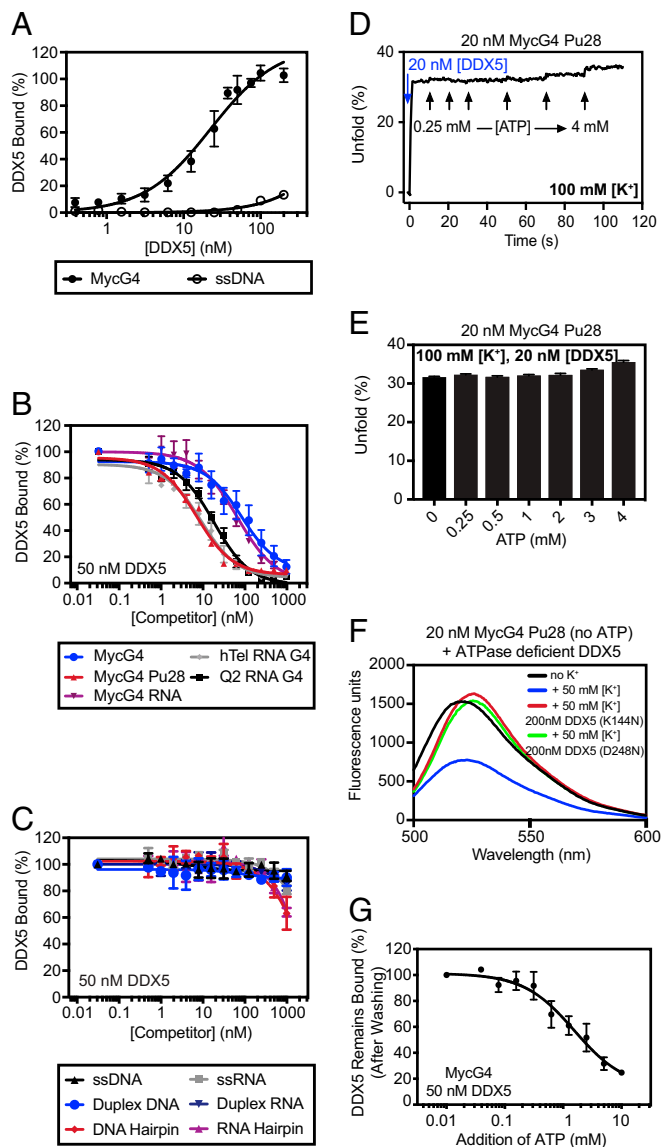 A
120
100
80
60
40
20
0
DDX5 Bound (%)
1
10
100
[DDX5] (nM)
MycG4
ssDNA
B
120
100
80
60
40
20
0
DDX5 Bound (%)
50 nM DDX5
0.01
0.1
1
10
100
1000
[Competitor] (nM)
MycG4
hTel RNA G4
MycG4 Pu28
Q2 RNA G4
MycG4 RNA
C
120
100
80
60
40
20
0
DDX5 Bound (%)
50 nM DDX5
0.01
0.1
1
10
100
1000
[Competitor] (nM)
ssDNA
ssRNA
Duplex DNA
Duplex RNA
DNA Hairpin
RNA Hairpin
D
20 nM MycG4 Pu28
20 nM [DDX5]
40
20
0
Unfold (%)
0.25 mM — [ATP] → 4 mM
100 mM [K⁺]
0
20
40
60
80
100
120
Time (s)
E
20 nM MycG4 Pu28
100 mM [K⁺], 20 nM [DDX5]
40
30
20
10
0
Unfold (%)
0
0.25
0.5
1
2
3
4
ATP (mM)
F
20 nM MycG4 Pu28 (no ATP)
+ ATPase deficient DDX5
2000
1500
1000
500
0
Fluorescence units
no K⁺
+ 50 mM [K⁺]
+ 50 mM [K⁺]
200nM DDX5 (K144N)
+ 50 mM [K⁺]
200nM DDX5 (D248N)
500
550
600
Wavelength (nm)
G
120
100
80
60
40
20
0
DDX5 Remains Bound (%)
(After Washing)
MycG4
50 nM DDX5
0.01
0.1
1
10
Addition of ATP (mM)